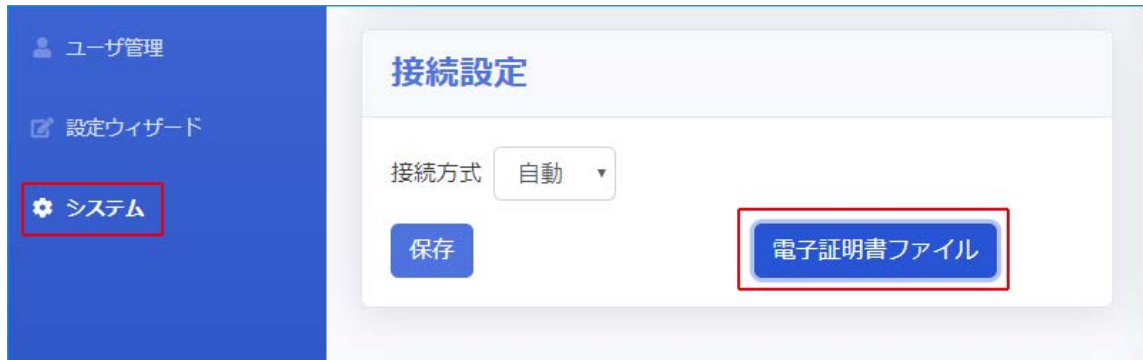 ユーザ管理
設定ウィザード
システム
接続設定
接続方式 自動
保存 電子証明書ファイル